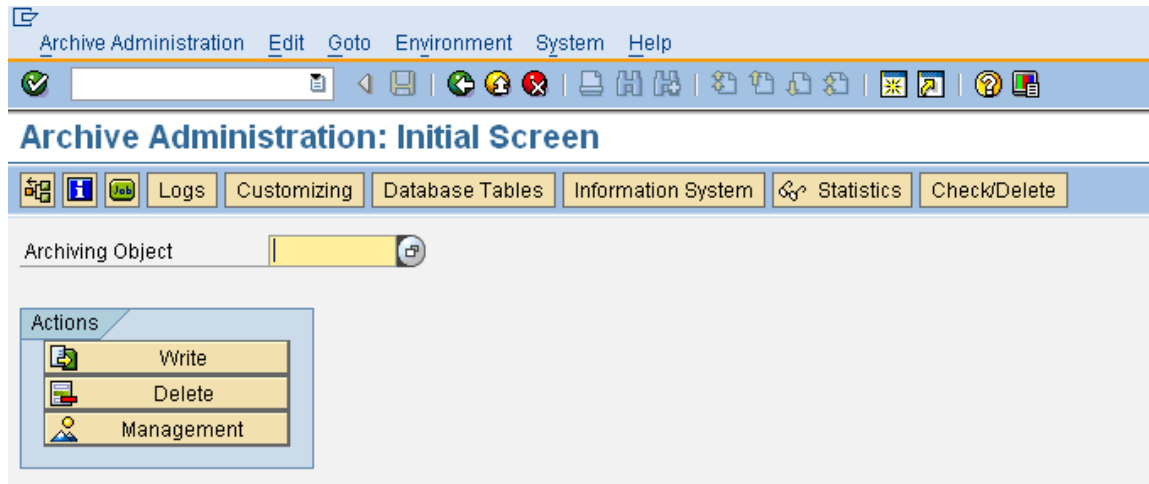 Archive Administration Edit Goto Environment System Help
Archive Administration: Initial Screen
Job Logs Customizing Database Tables Information System Statistics Check/Delete
Archiving Object
Actions
Write
Delete
Management